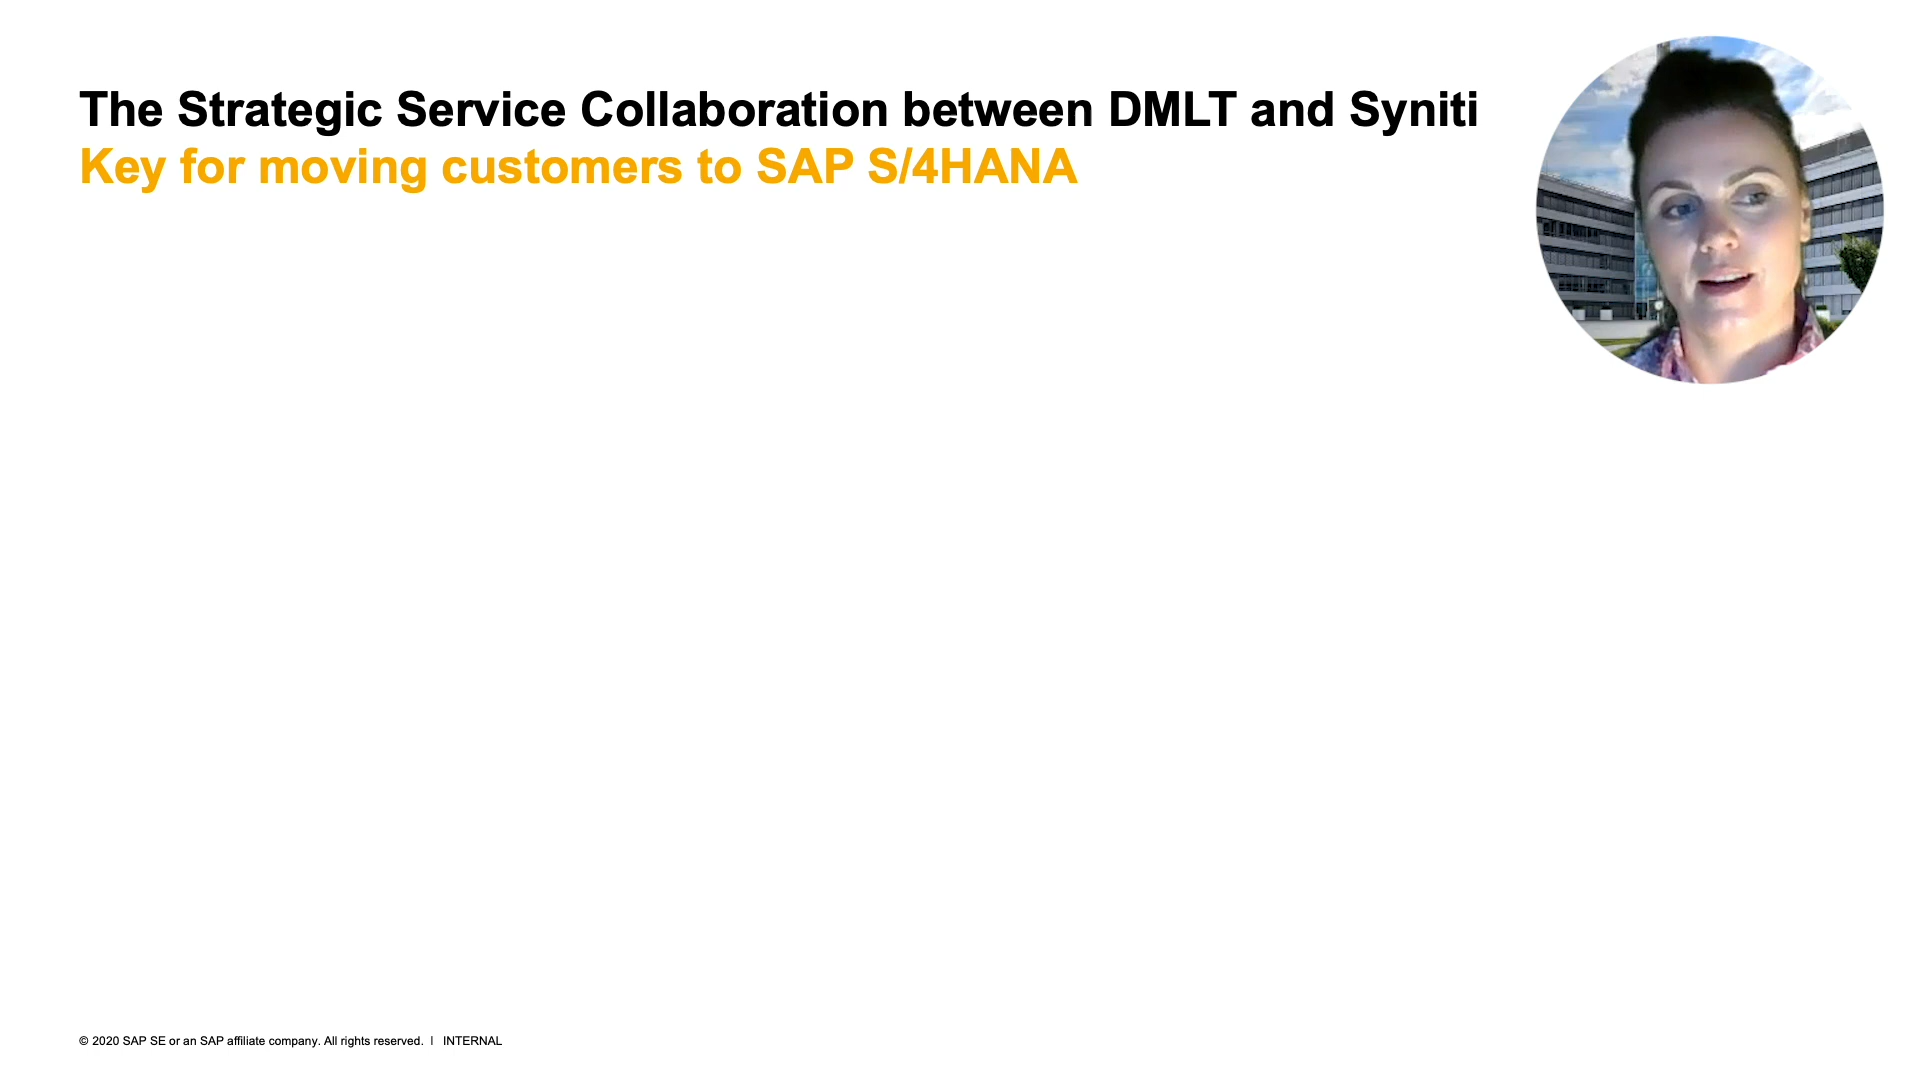 The Strategic Service Collaboration between DMLT and Syniti
Key for moving customers to SAP S/4HANA
© 2020 SAP SE or an SAP affiliate company. All rights reserved. | INTERNAL